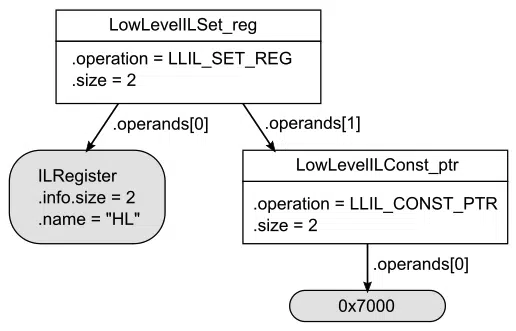 LowLevelILSet_reg
.operation = LLIL_SET_REG
.size = 2
.operands[0]
.operands[1]
ILRegister
.info.size = 2
.name = "HL"
LowLevelILConst_ptr
.operation = LLIL_CONST_PTR
.size = 2
.operands[0]
0x7000